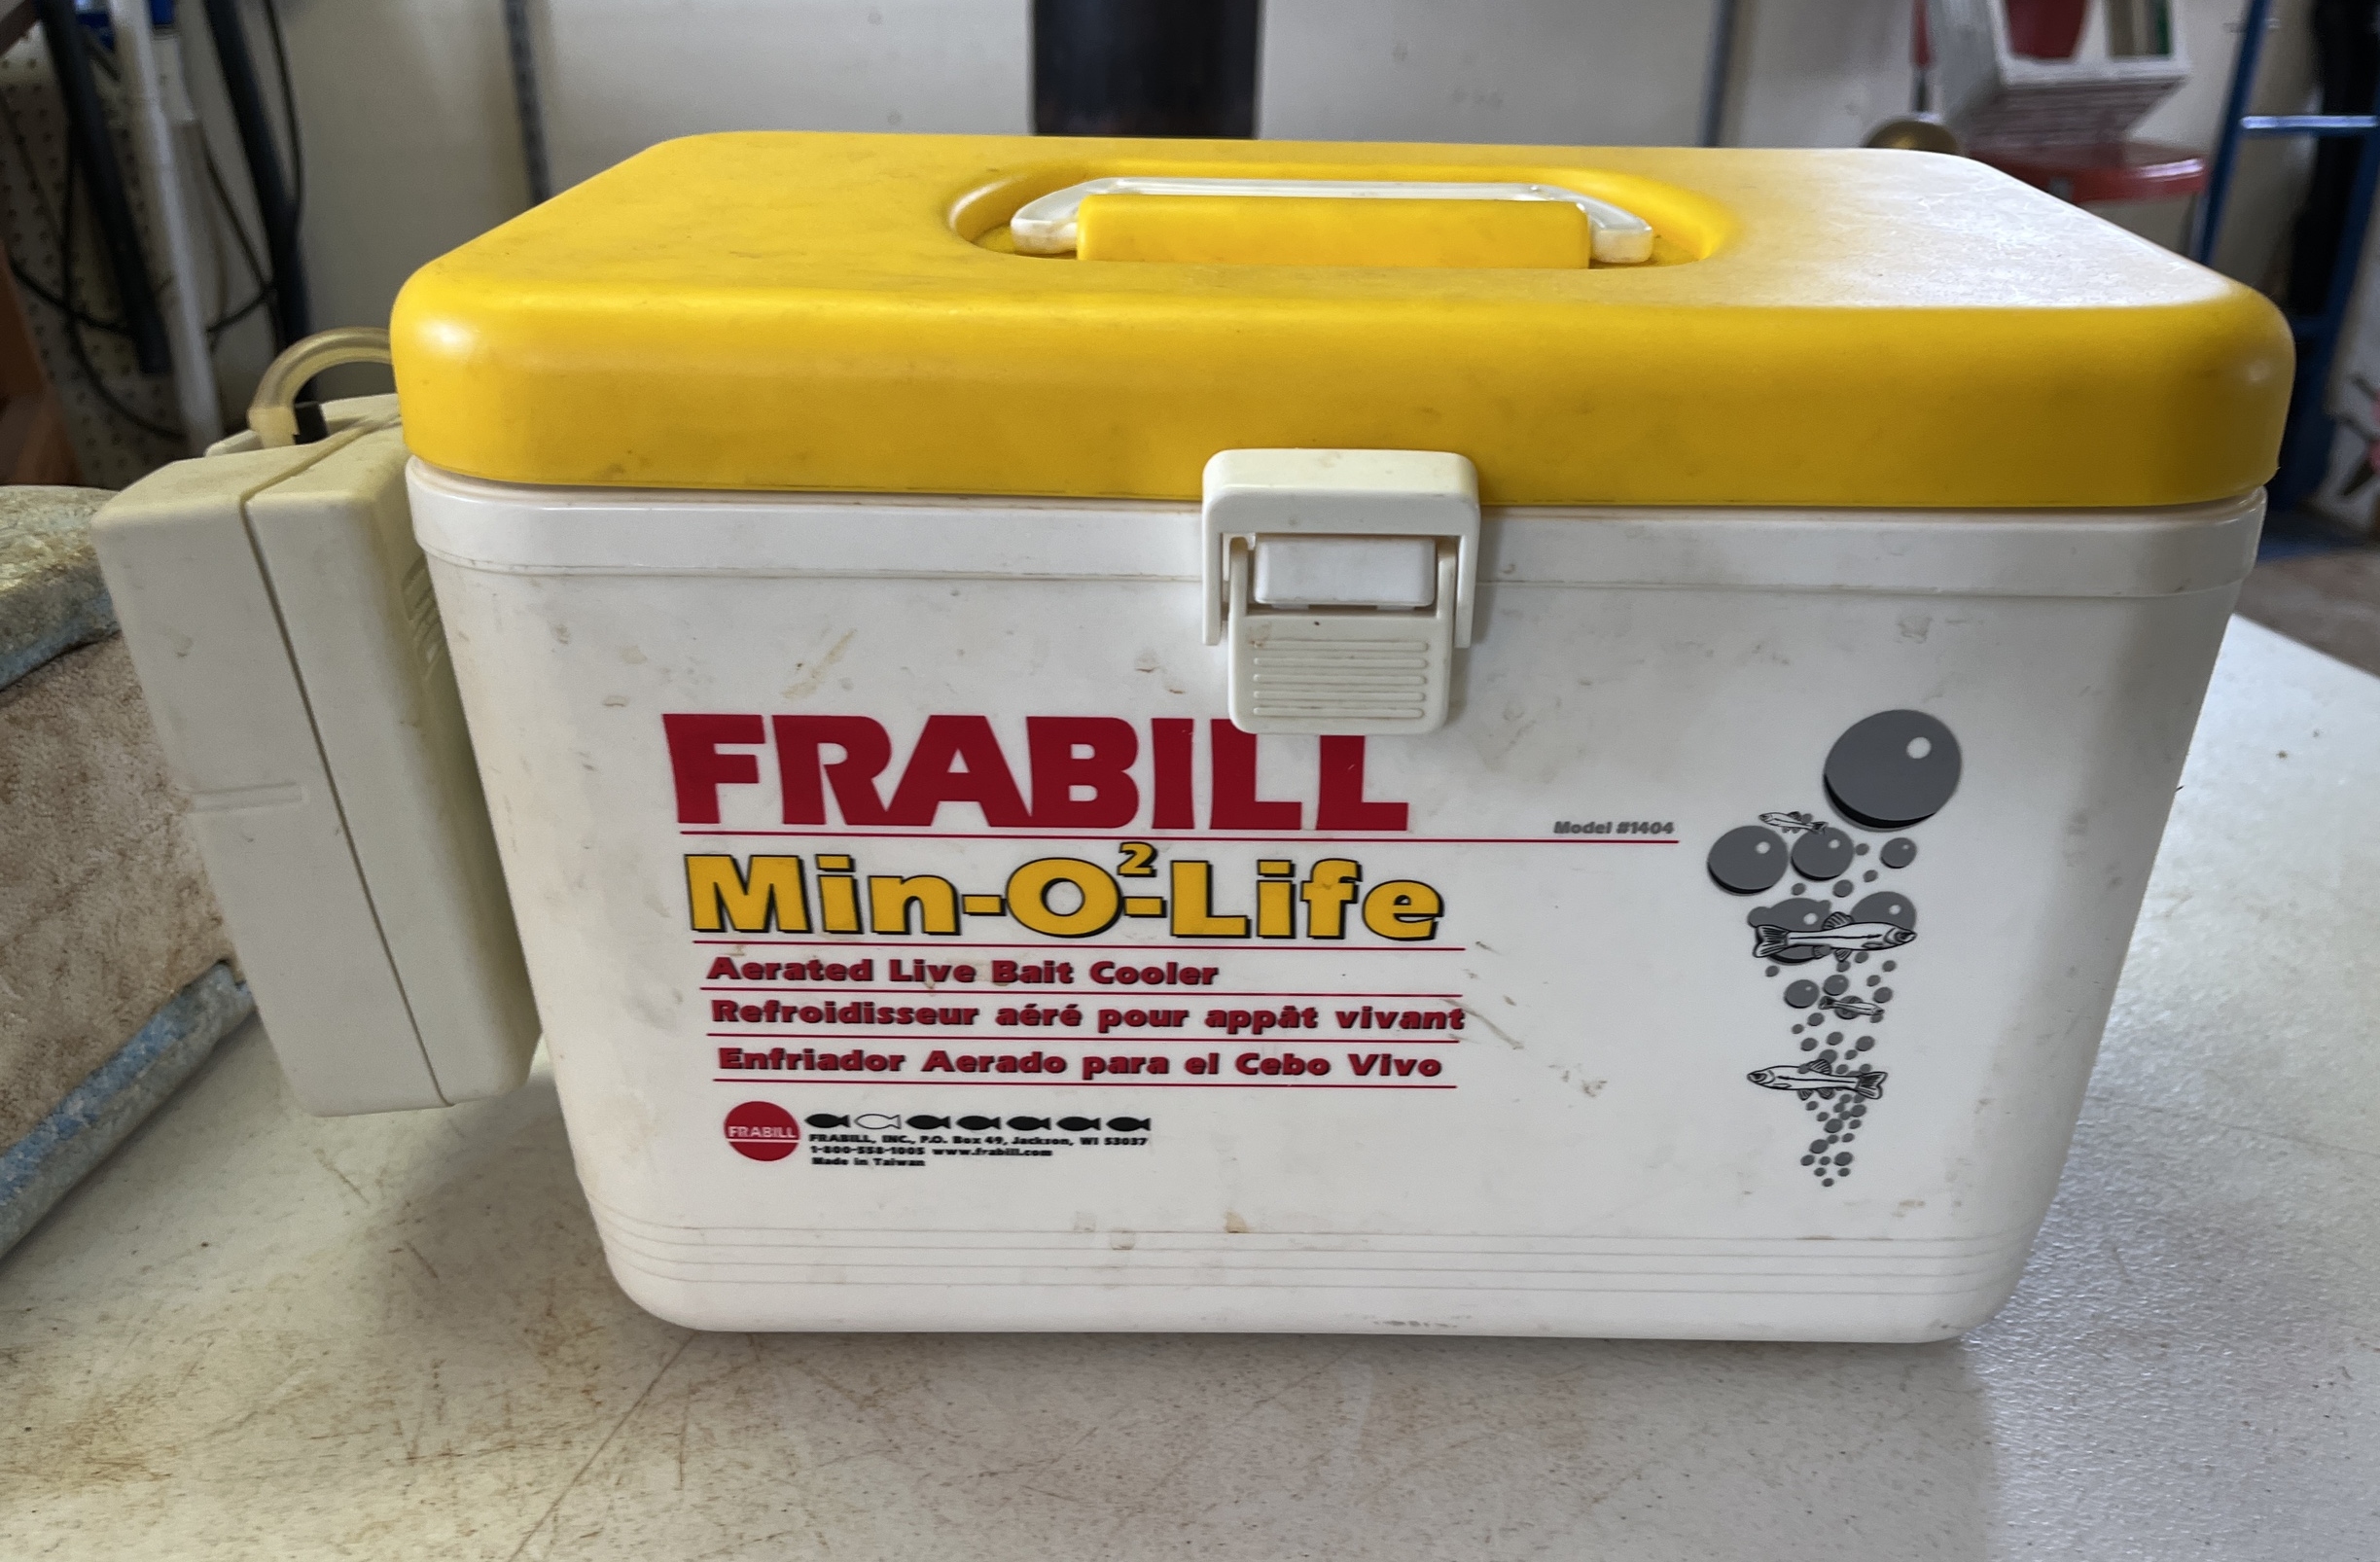 FRABILL
Model #1404
Min-O²-Life
Aerated Live Bait Cooler
Refroidisseur aéré pour appât vivant
Enfriador Aerado para el Cebo Vivo
FRABILL
FRABILL, INC., P.O. Box 49, Jackson, WI 53037
1-800-558-1005 www.frabill.com
Made in Taiwan